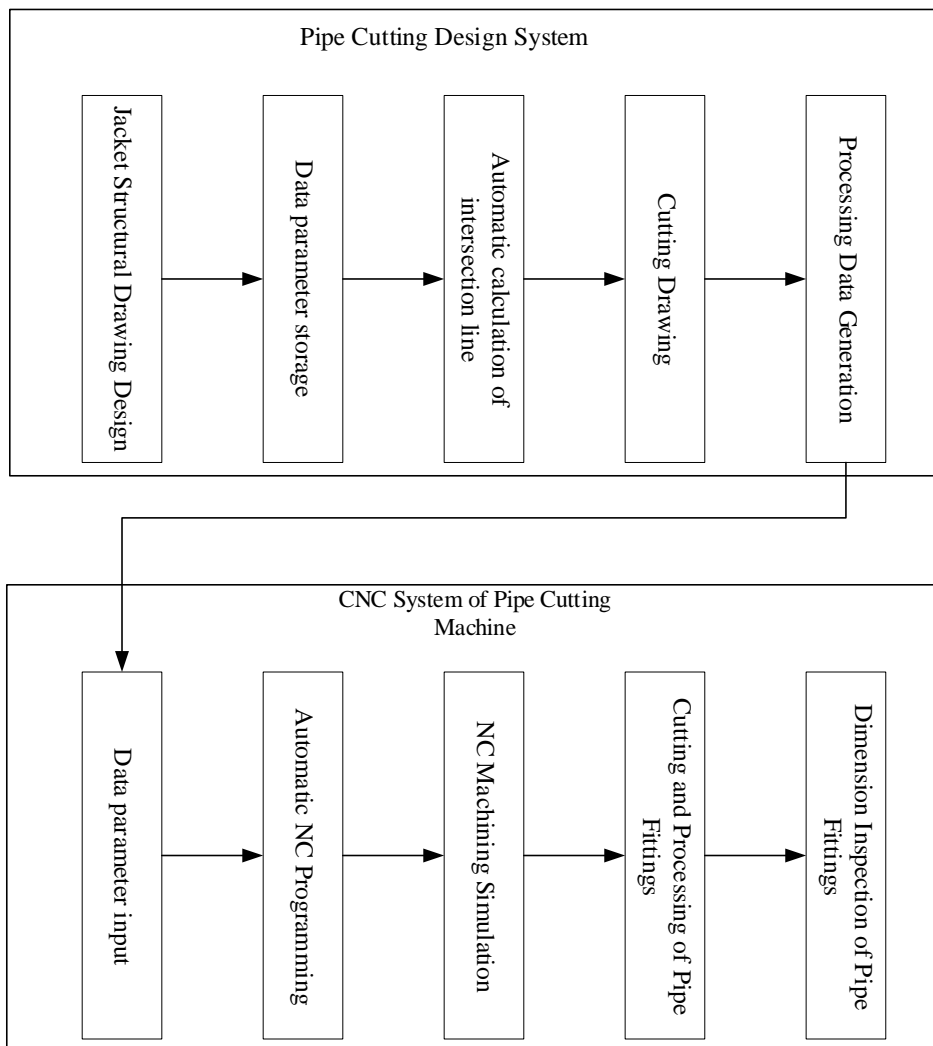 Pipe Cutting Design System
Jacket Structural Drawing Design
Data parameter storage
Automatic calculation of
intersection line
Cutting Drawing
Processing Data Generation
CNC System of Pipe Cutting
Machine
Data parameter input
Automatic NC Programming
NC Machining Simulation
Cutting and Processing of Pipe
Fittings
Dimension Inspection of Pipe
Fittings